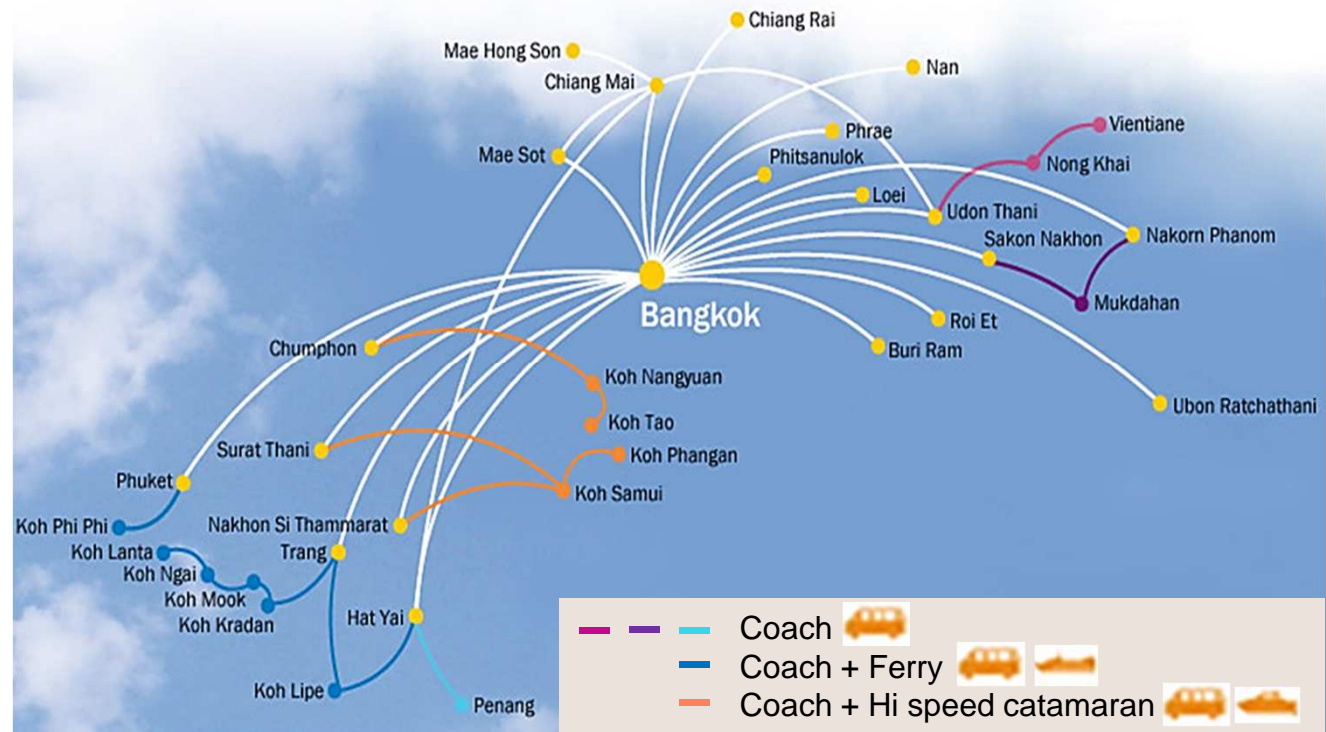 Chiang Rai
Mae Hong Son
Nan
Chiang Mai
Vientiane
Phrae
Mae Sot
Phitsanulok
Nong Khai
Loei
Udon Thani
Sakon Nakhon
Nakorn Phanom
Mukdahan
Bangkok
Roi Et
Chumphon
Buri Ram
Koh Nangyuan
Ubon Ratchathani
Koh Tao
Surat Thani
Koh Phangan
Phuket
Koh Samui
Koh Phi Phi
Nakhon Si Thammarat
Koh Lanta
Trang
Koh Ngai
Koh Mook
Hat Yai
Koh Kradan
Koh Lipe
Penang
Coach
Coach + Ferry
Coach + Hi speed catamaran